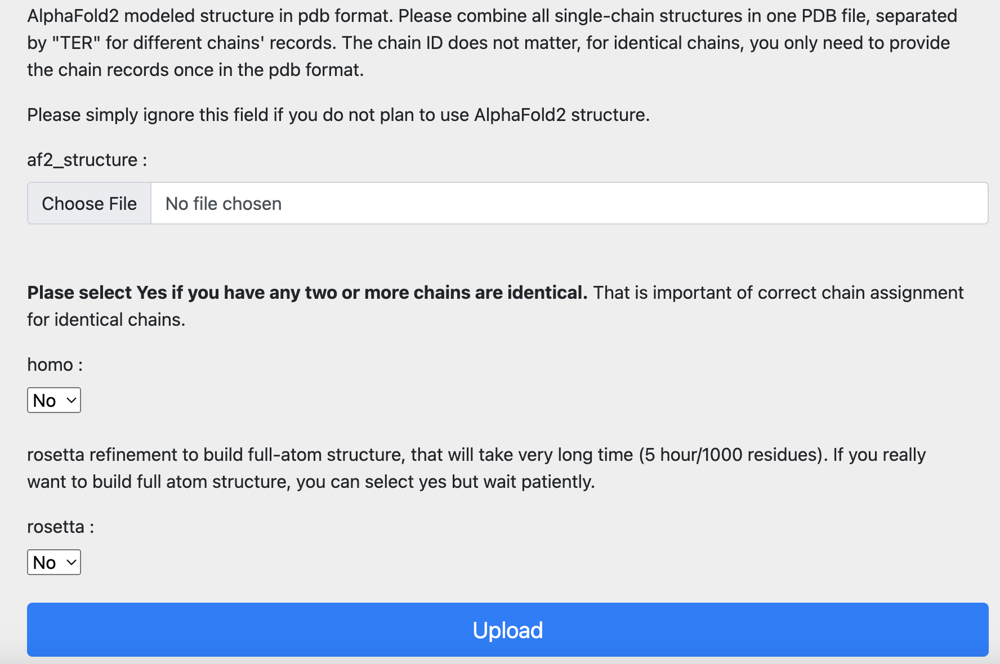 AlphaFold2 modeled structure in pdb format. Please combine all single-chain structures in one PDB file, separated
by "TER" for different chains' records. The chain ID does not matter, for identical chains, you only need to provide
the chain records once in the pdb format.
Please simply ignore this field if you do not plan to use AlphaFold2 structure.
af2_structure :
Choose File No file chosen
Plase select Yes if you have any two or more chains are identical. That is important of correct chain assignment
for identical chains.
homo :
No
rosetta refinement to build full-atom structure, that will take very long time (5 hour/1000 residues). If you really
want to build full atom structure, you can select yes but wait patiently.
rosetta :
No
Upload